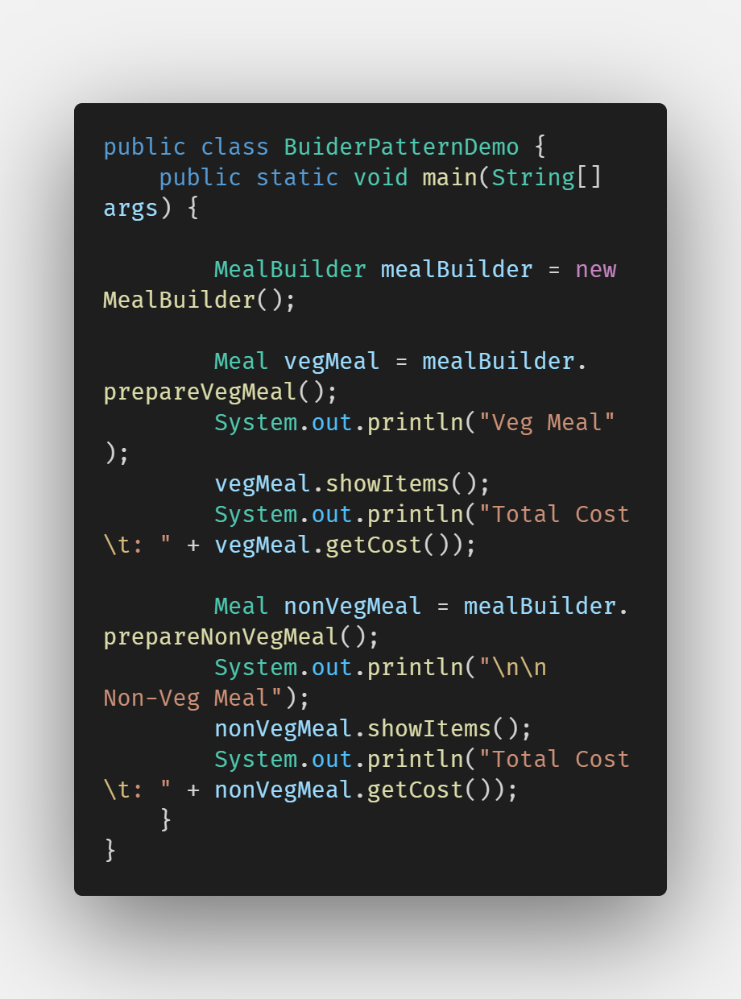 public class BuiderPatternDemo {
    public static void main(String[]
args) {

        MealBuilder mealBuilder = new
MealBuilder();

        Meal vegMeal = mealBuilder.
prepareVegMeal();
        System.out.println("Veg Meal"
);
        vegMeal.showItems();
        System.out.println("Total Cost
\t: " + vegMeal.getCost());

        Meal nonVegMeal = mealBuilder.
prepareNonVegMeal();
        System.out.println("\n\n
Non-Veg Meal");
        nonVegMeal.showItems();
        System.out.println("Total Cost
\t: " + nonVegMeal.getCost());
    }
}